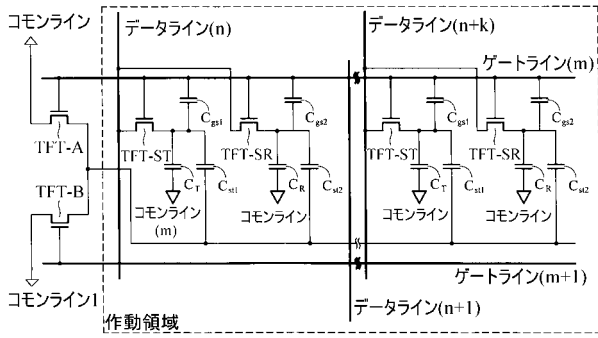 コモンライン
データライン(n)
データライン(n+k)
ゲートライン(m)
Cgs1
Cgs2
Cgs1
Cgs2
TFT-A
TFT-ST
TFT-SR
TFT-ST
TFT-SR
TFT-B
CT
Cst1
CR
Cst2
CT
Cst1
CR
Cst2
コモンライン
(m)
コモンライン
コモンライン
コモンライン
ゲートライン(m+1)
コモンライン1
データライン(n+1)
作動領域